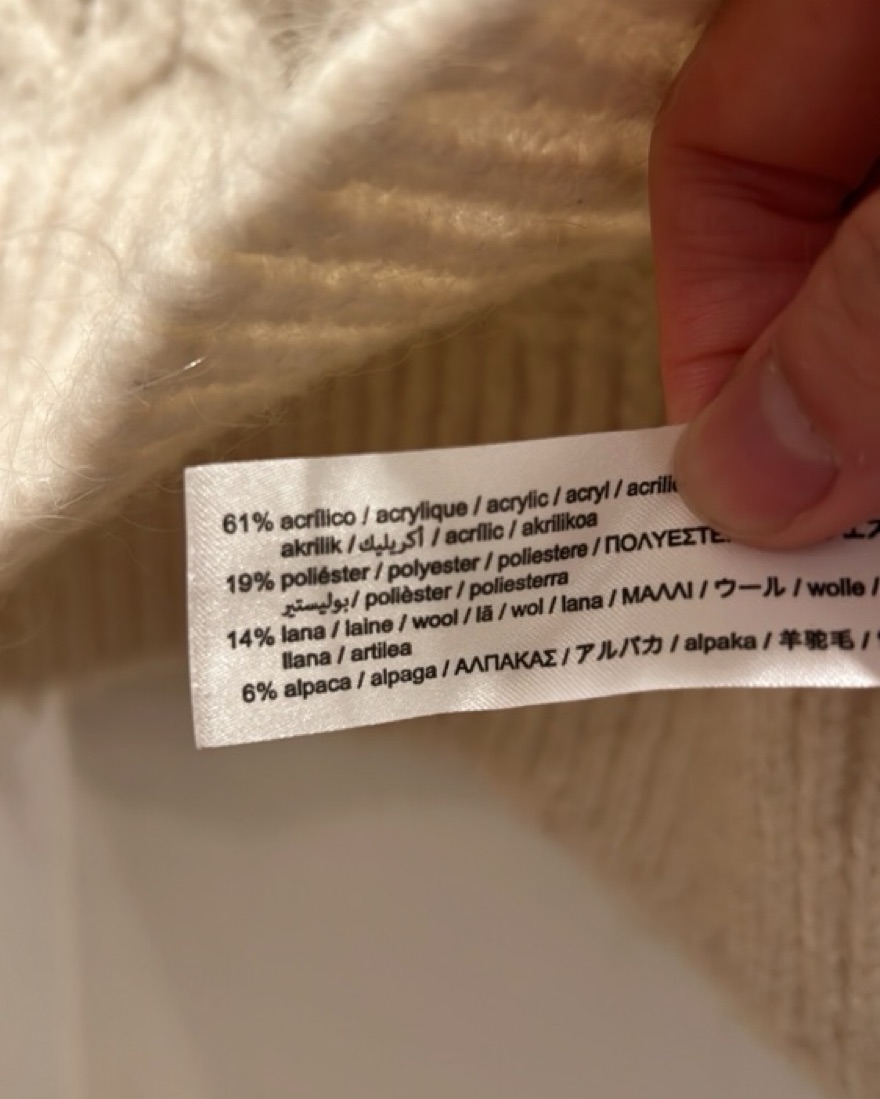 61% acrílico / acrylique / acrylic / acryl /
akrilik / أكريليك / acrílic / akrilikoa
19% poliéster / polyester / poliestere /
بوليستير / polièster / poliesterra
14% lana / laine / wool / lã / wol / lana / ΜΑΛΛΙ / ウール / wolle /
llana / artilea
6% alpaca / alpaga / ΑΛΠΑΚΑΣ / アルパカ / alpaka / 羊驼毛 /